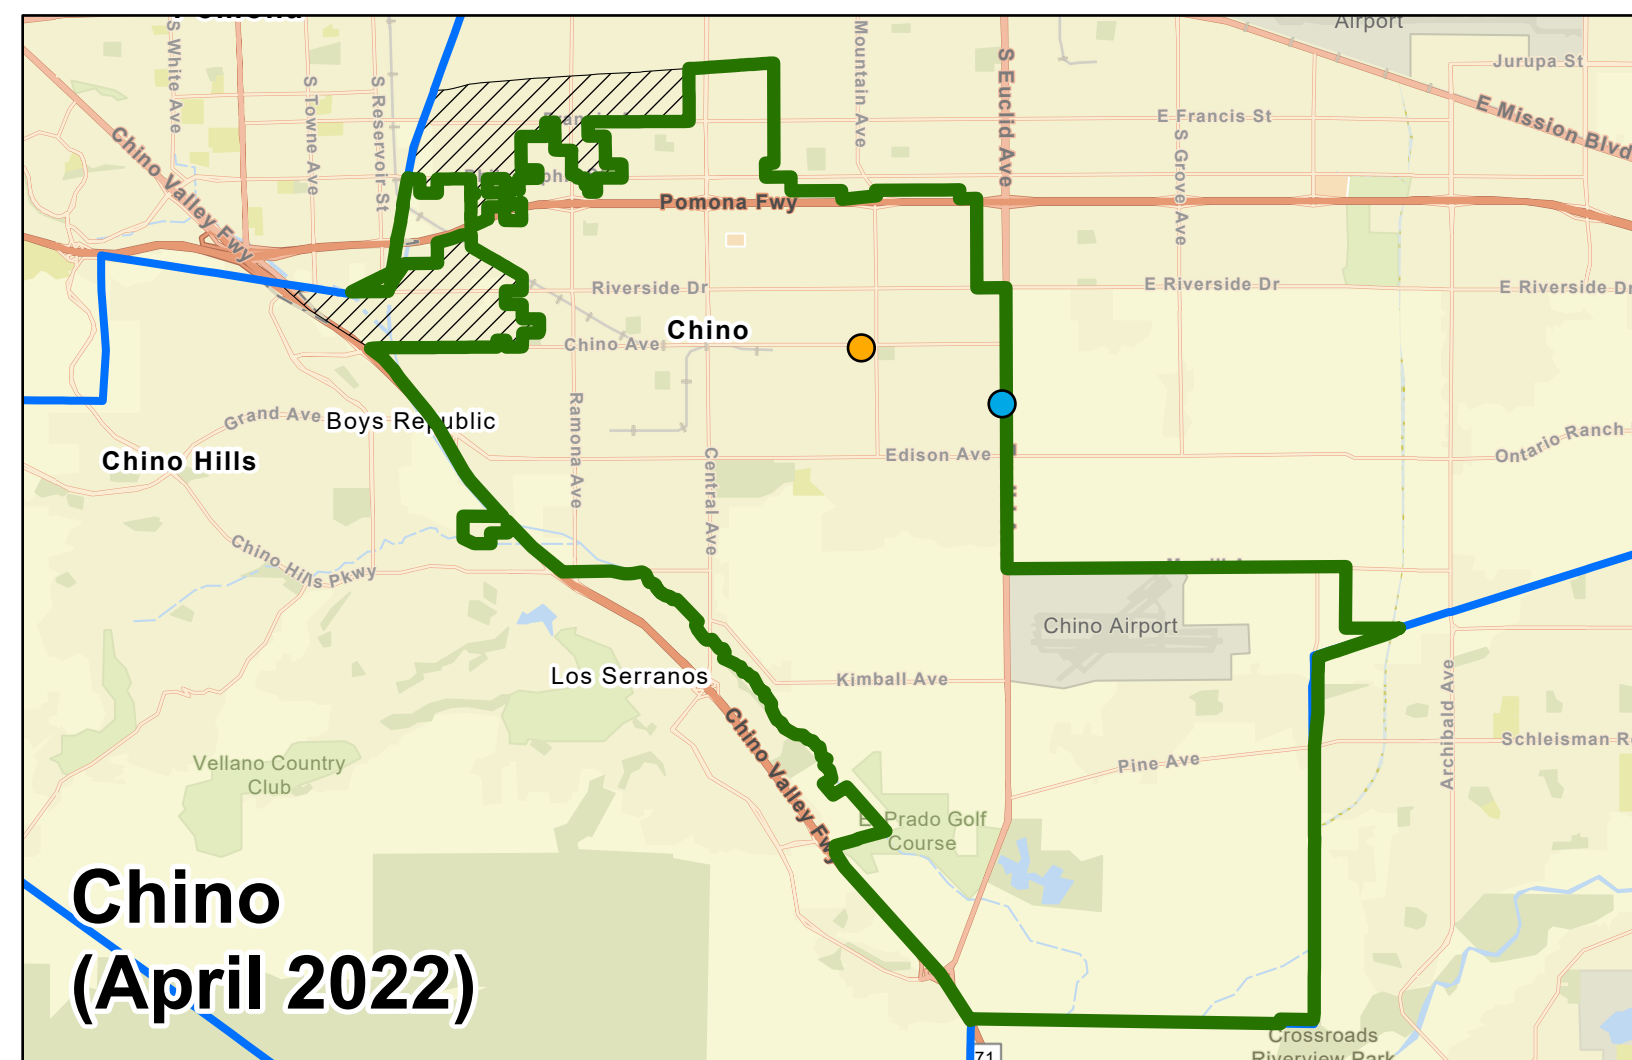 Airport
S White Ave
S Towne Ave
S Reservoir St
Mountain Ave
S Euclid Ave
Jurupa St
E Francis St
S Grove Ave
E Mission Blvd
Chino Valley Fwy
Pomona Fwy
Riverside Dr
E Riverside Dr
E Riverside Dr
Chino
Chino Ave
Grand Ave
Boys Republic
Chino Hills
Ramona Ave
Central Ave
Edison Ave
Ontario Ranch
Chino Hills Pkwy
Chino Airport
Los Serranos
Kimball Ave
Chino Valley Fwy
Archibald Ave
Schleisman R
Pine Ave
Vellano Country
Club
El Prado Golf
Course
Chino
(April 2022)
Crossroads
Riverview Park
71